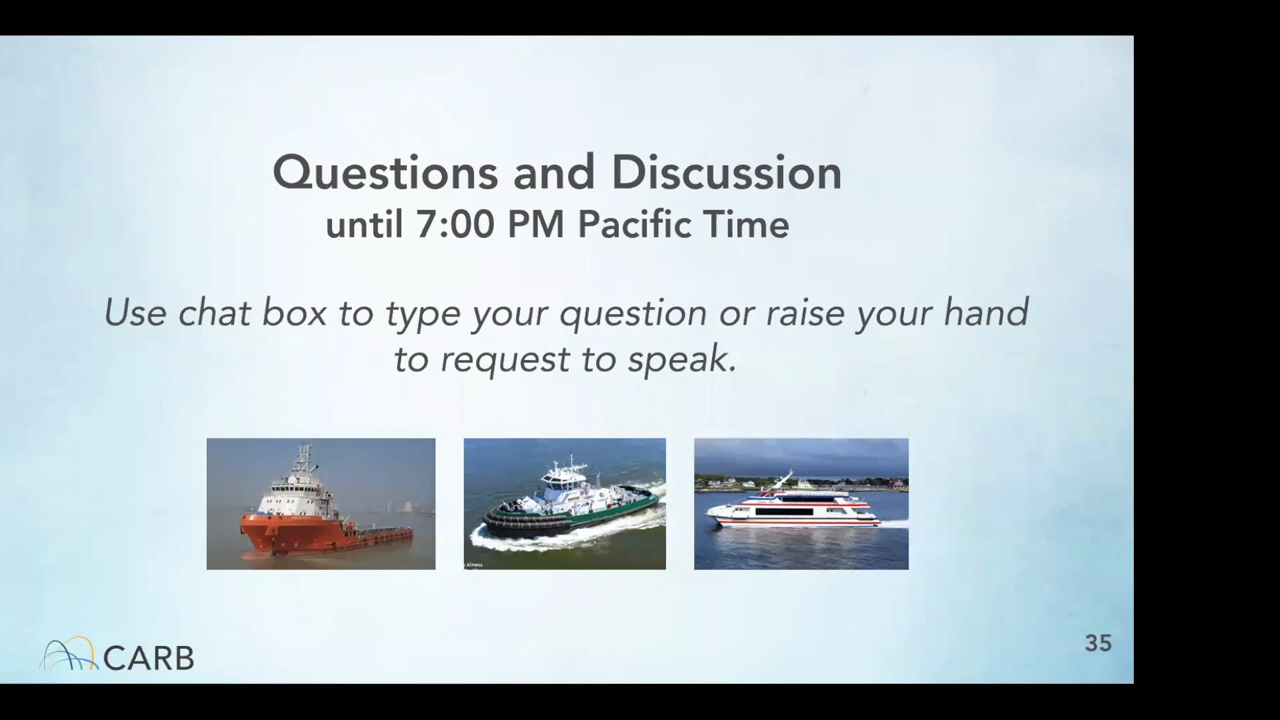 Questions and Discussion
until 7:00 PM Pacific Time
Use chat box to type your question or raise your hand
to request to speak.
CARB
35